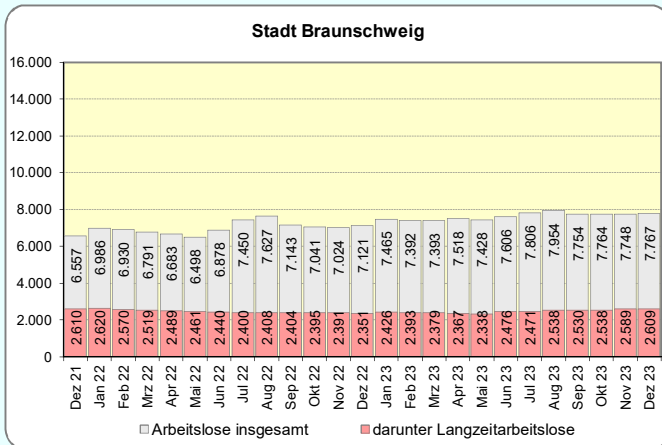 Stadt Braunschweig
16.000
14.000
12.000
10.000
8.000
6.000
4.000
2.000
0
6.557 6.986 6.930 6.791 6.683 6.498 6.878 7.450 7.627 7.143 7.041 7.024 7.121 7.465 7.392 7.393 7.518 7.428 7.606 7.806 7.954 7.754 7.764 7.748 7.767
2.610 2.620 2.570 2.519 2.489 2.461 2.440 2.400 2.408 2.404 2.395 2.391 2.351 2.426 2.393 2.379 2.367 2.338 2.476 2.471 2.538 2.530 2.538 2.589 2.609
Dez 21 Jan 22 Feb 22 Mrz 22 Apr 22 Mai 22 Jun 22 Jul 22 Aug 22 Sep 22 Okt 22 Nov 22 Dez 22 Jan 23 Feb 23 Mrz 23 Apr 23 Mai 23 Jun 23 Jul 23 Aug 23 Sep 23 Okt 23 Nov 23 Dez 23
Arbeitslose insgesamt darunter Langzeitarbeitslose